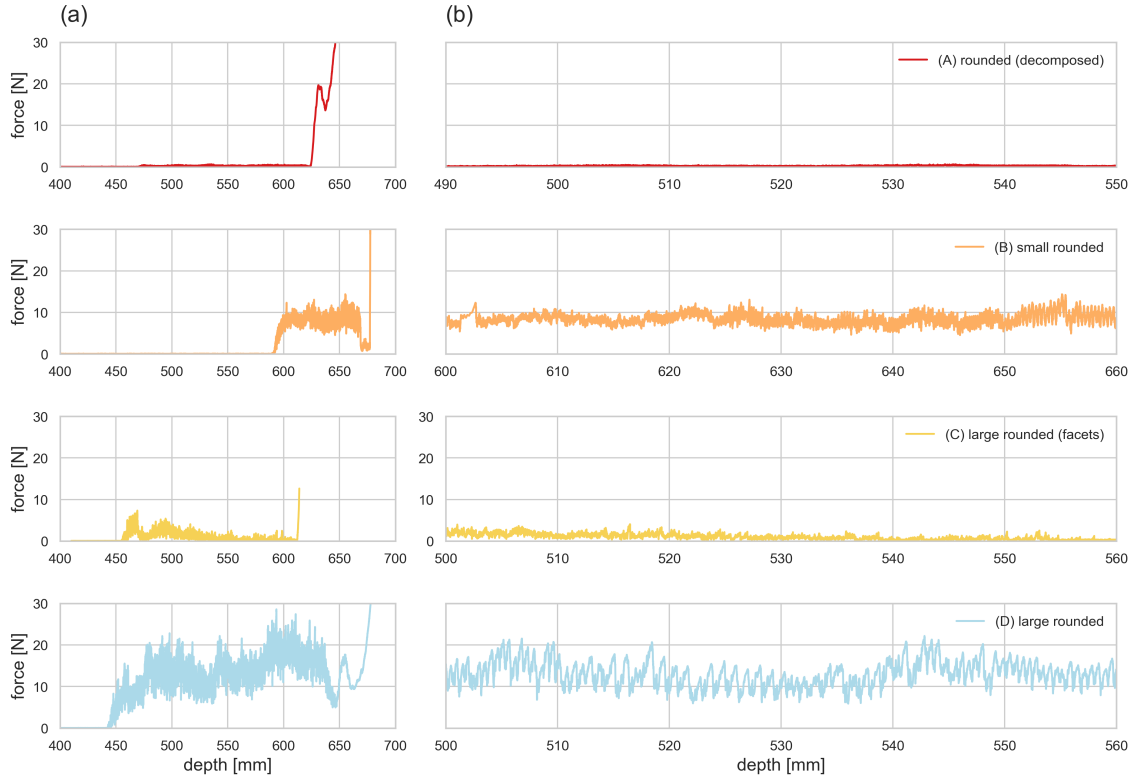 (a) (b)
force [N] 30 20 10 0 (A) rounded (decomposed)
400 450 500 550 600 650 700 490 500 510 520 530 540 550
force [N] 30 20 10 0 (B) small rounded
400 450 500 550 600 650 700 600 610 620 630 640 650 660
force [N] 30 20 10 0 30 20 10 0 (C) large rounded (facets)
400 450 500 550 600 650 700 500 510 520 530 540 550 560
force [N] 30 20 10 0 (D) large rounded
400 450 500 550 600 650 700 500 510 520 530 540 550 560
depth [mm] depth [mm]